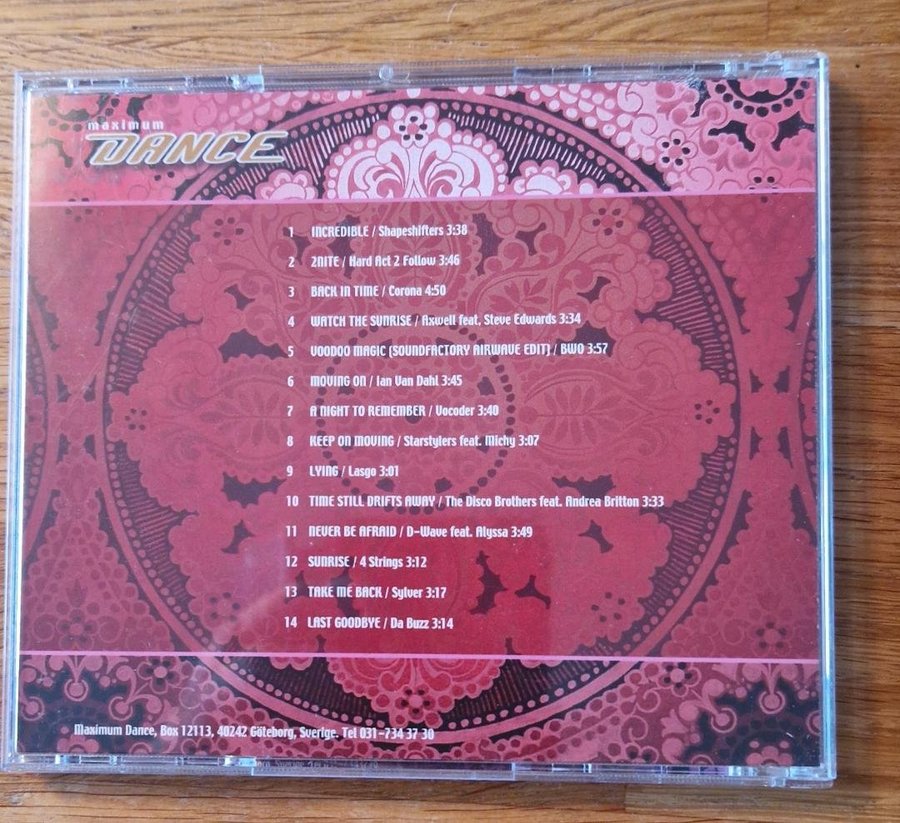 maximum
DANCE
1 INCREDIBLE / Shapeshifters 3:38
2 2NITE / Hard Act 2 Follow 3:46
3 BACK IN TIME / Corona 4:50
4 WATCH THE SUNRISE / Axwell feat. Steve Edwards 3:34
5 VOODOO MAGIC (SOUNDFACTORY AIRWAVE EDIT) / BWO 3:57
6 MOVING ON / Ian Van Dahl 3:45
7 A NIGHT TO REMEMBER / Vocoder 3:40
8 KEEP ON MOVING / Starstylers feat. Michy 3:07
9 LYING / Lasgo 3:01
10 TIME STILL DRIFTS AWAY / The Disco Brothers feat. Andrea Britton 3:33
11 NEVER BE AFRAID / D-Wave feat. Alyssa 3:49
12 SUNRISE / 4 Strings 3:12
13 TAKE ME BACK / Sylver 3:17
14 LAST GOODBYE / Da Buzz 3:14
Maximum Dance, Box 12113, 40242 Göteborg, Sverige. Tel 031-734 37 30